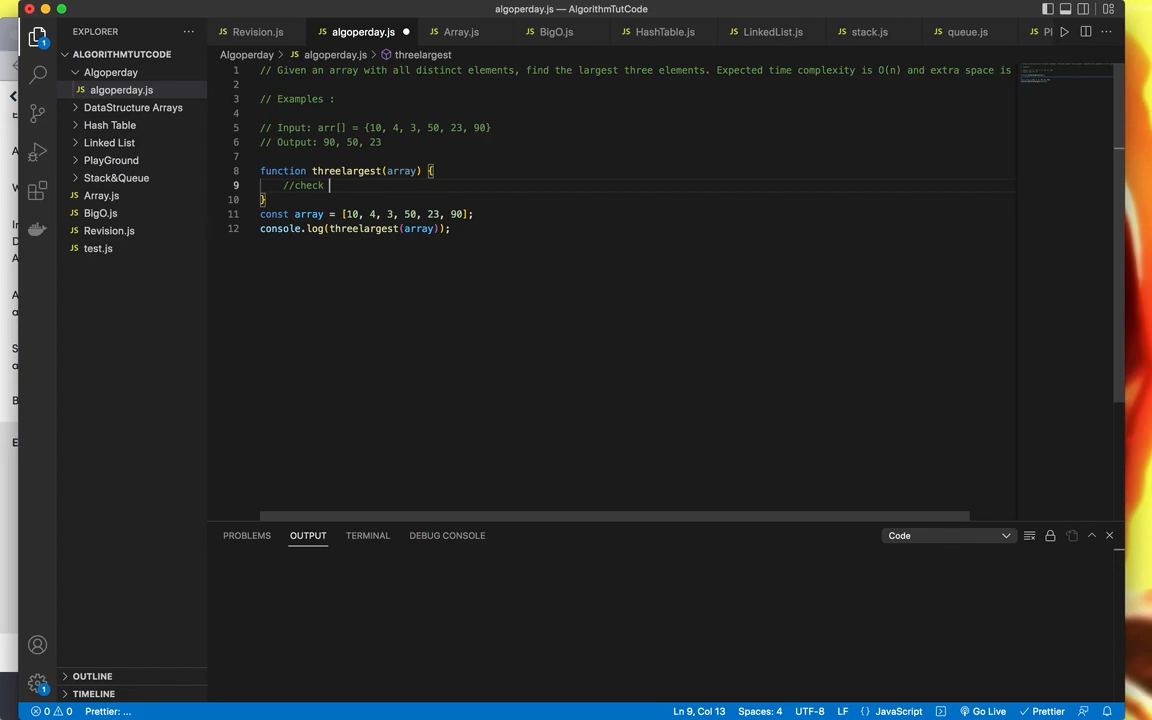 algoperday.js — AlgorithmTutCode
EXPLORER
Revision.js
algoperday.js
Array.js
BigO.js
HashTable.js
LinkedList.js
stack.js
queue.js
ALGORITHMTUTCODE
Algoperday
algoperday.js
DataStructure Arrays
Hash Table
Linked List
PlayGround
Stack&Queue
Array.js
BigO.js
Revision.js
test.js
OUTLINE
TIMELINE
Algoperday > algoperday.js > threelargest
1 // Given an array with all distinct elements, find the largest three elements. Expected time complexity is O(n) and extra space is
2
3 // Examples :
4
5 // Input: arr[] = {10, 4, 3, 50, 23, 90}
6 // Output: 90, 50, 23
7
8 function threelargest(array) {
9 //check
10 }
11 const array = [10, 4, 3, 50, 23, 90];
12 console.log(threelargest(array));
PROBLEMS OUTPUT TERMINAL DEBUG CONSOLE
Code
0 0 Prettier: ...
Ln 9, Col 13 Spaces: 4 UTF-8 LF {} JavaScript Go Live Prettier